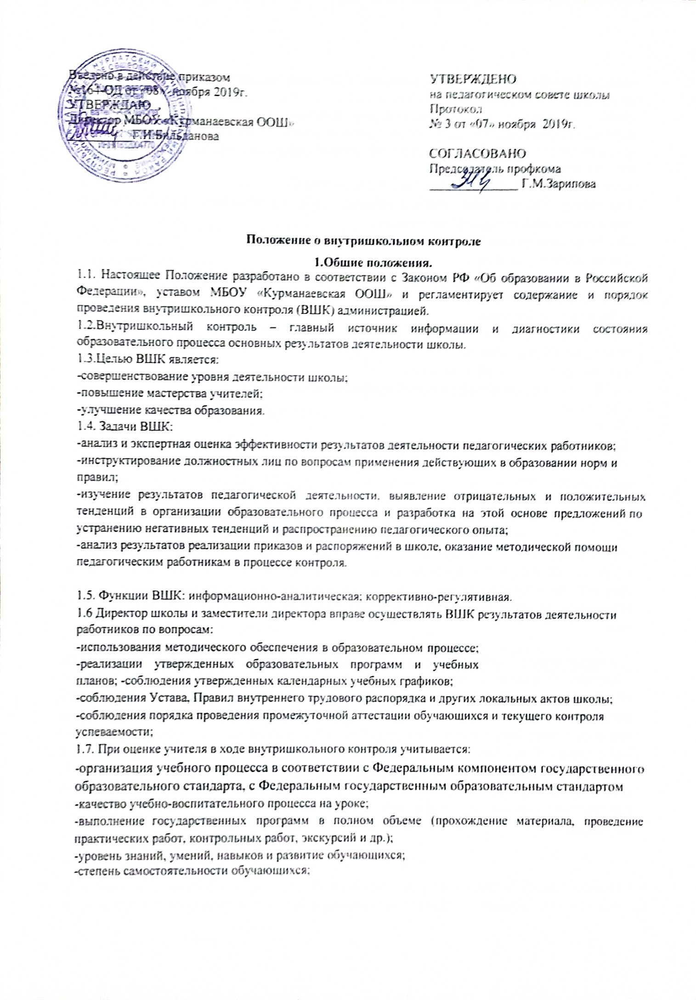 Введено в действие приказом
ноября 2019г.
УТВЕРЖДАЮ
Директор МБОУ «Курманаевская ООШ»
Г.И.Бильданова
УТВЕРЖДЕНО
на педагогическом совете школы
Протокол
№ 3 от «07» ноября 2019г.
СОГЛАСОВАНО
Председатель профкома
Г.М.Зарипова
Положение о внутришкольном контроле
1.Общие положения.
1.1. Настоящее Положение разработано в соответствии с Законом РФ «Об образовании в Российской
Федерации», уставом МБОУ «Курманаевская ООШ» и регламентирует содержание и порядок
проведения внутришкольного контроля (ВШК) администрацией.
1.2.Внутришкольный контроль – главный источник информации и диагностики состояния
образовательного процесса основных результатов деятельности школы.
1.3.Целью ВШК является:
-совершенствование уровня деятельности школы;
-повышение мастерства учителей;
-улучшение качества образования.
1.4. Задачи ВШК:
-анализ и экспертная оценка эффективности результатов деятельности педагогических работников;
-инструктирование должностных лиц по вопросам применения действующих в образовании норм и
правил;
-изучение результатов педагогической деятельности, выявление отрицательных и положительных
тенденций в организации образовательного процесса и разработка на этой основе предложений по
устранению негативных тенденций и распространению педагогического опыта;
-анализ результатов реализации приказов и распоряжений в школе, оказание методической помощи
педагогическим работникам в процессе контроля.
1.5. Функции ВШК: информационно-аналитическая; коррективно-регулятивная.
1.6 Директор школы и заместители директора вправе осуществлять ВШК результатов деятельности
работников по вопросам:
-использования методического обеспечения в образовательном процессе;
-реализации утвержденных образовательных программ и учебных
планов; -соблюдения утвержденных календарных учебных графиков;
-соблюдения Устава, Правил внутреннего трудового распорядка и других локальных актов школы;
-соблюдения порядка проведения промежуточной аттестации обучающихся и текущего контроля
успеваемости;
1.7. При оценке учителя в ходе внутришкольного контроля учитывается:
-организация учебного процесса в соответствии с Федеральным компонентом государственного
образовательного стандарта, с Федеральным государственным образовательным стандартом
-качество учебно-воспитательного процесса на уроке;
-выполнение государственных программ в полном объеме (прохождение материала, проведение
практических работ, контрольных работ, экскурсий и др.);
-уровень знаний, умений, навыков и развитие обучающихся;
-степень самостоятельности обучающихся;